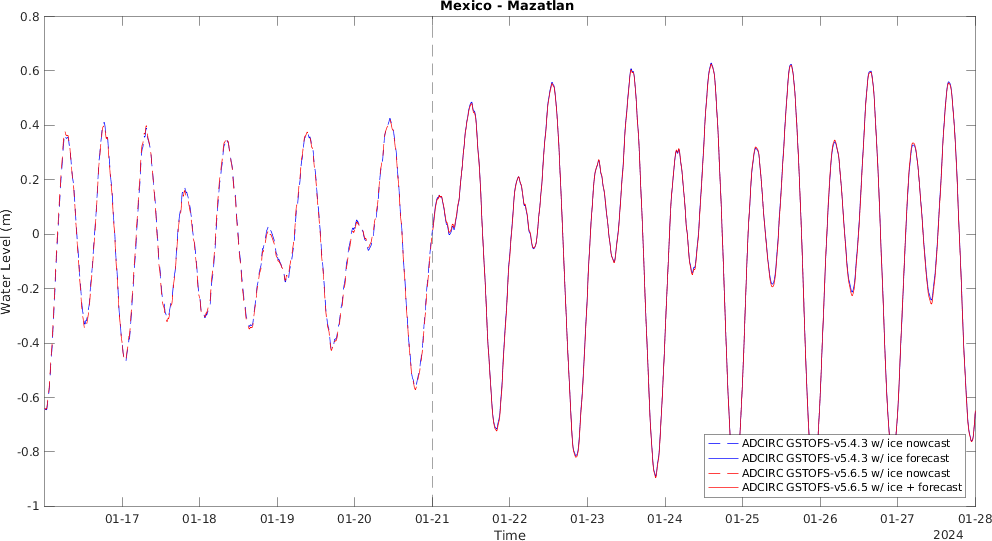 Mexico - Mazatlan
0.8
0.6
0.4
0.2
0
-0.2
-0.4
-0.6
-0.8
-1
Water Level (m)
ADCIRC GSTOFS-v5.4.3 w/ ice nowcast
ADCIRC GSTOFS-v5.4.3 w/ ice forecast
ADCIRC GSTOFS-v5.6.5 w/ ice nowcast
ADCIRC GSTOFS-v5.6.5 w/ ice + forecast
01-17 01-18 01-19 01-20 01-21 01-22 01-23 01-24 01-25 01-26 01-27 01-28
Time
2024